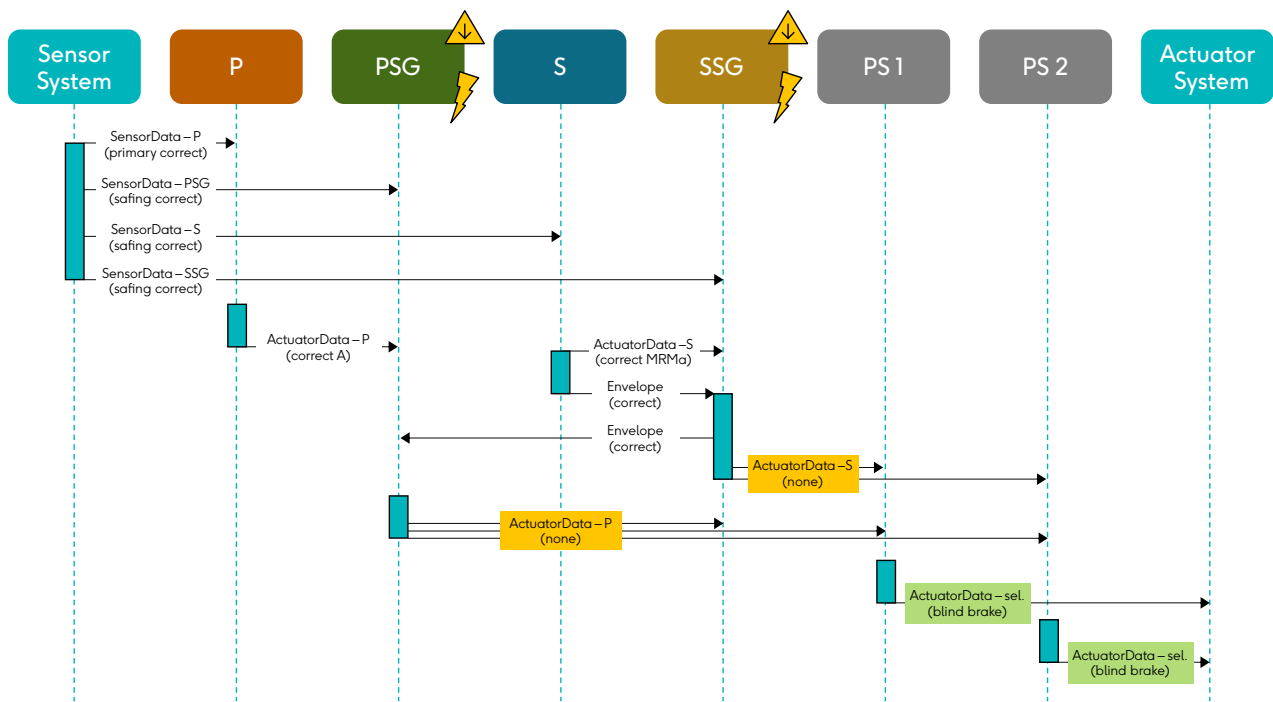 Sensor
System
P
PSG
S
SSG
PS 1
PS 2
Actuator
System
SensorData – P
(primary correct)
SensorData – PSG
(safing correct)
SensorData – S
(safing correct)
SensorData – SSG
(safing correct)
ActuatorData – P
(correct A)
ActuatorData –S
(correct MRMa)
Envelope
(correct)
Envelope
(correct)
ActuatorData –S
(none)
ActuatorData – P
(none)
ActuatorData – sel.
(blind brake)
ActuatorData – sel.
(blind brake)